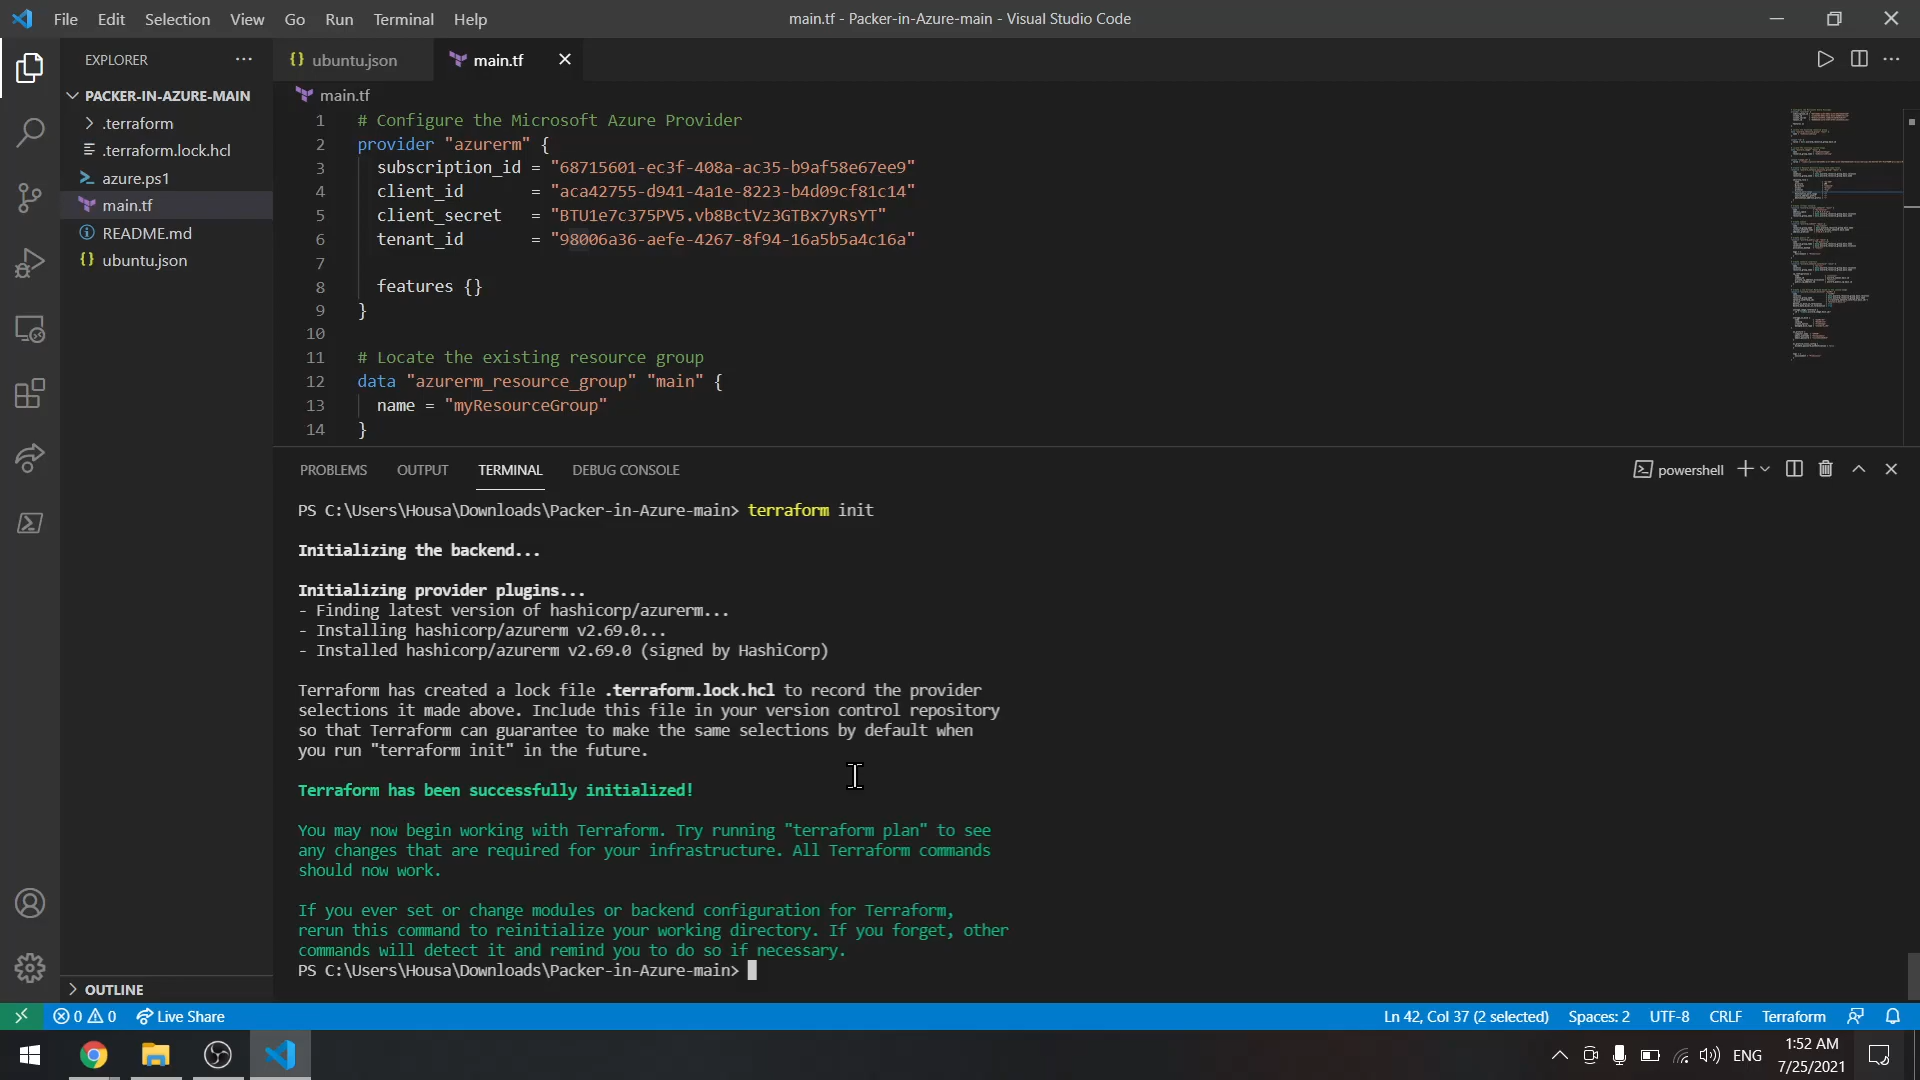 File Edit Selection View Go Run Terminal Help
main.tf - Packer-in-Azure-main - Visual Studio Code
EXPLORER
PACKER-IN-AZURE-MAIN
.terraform
.terraform.lock.hcl
azure.ps1
main.tf
README.md
ubuntu.json
OUTLINE
ubuntu.json
main.tf
main.tf
1 # Configure the Microsoft Azure Provider
2 provider "azurerm" {
3 subscription_id = "68715601-ec3f-408a-ac35-b9af58e67ee9"
4 client_id = "aca42755-d941-4a1e-8223-b4d09cf81c14"
5 client_secret = "BTU1e7c375PV5.vb8BctVz3GTBx7yRsYT"
6 tenant_id = "98006a36-aefe-4267-8f94-16a5b5a4c16a"
7
8 features {}
9 }
10
11 # Locate the existing resource group
12 data "azurerm_resource_group" "main" {
13 name = "myResourceGroup"
14 }
PROBLEMS OUTPUT TERMINAL DEBUG CONSOLE
powershell
PS C:\Users\Housa\Downloads\Packer-in-Azure-main> terraform init
Initializing the backend...
Initializing provider plugins...
- Finding latest version of hashicorp/azurerm...
- Installing hashicorp/azurerm v2.69.0...
- Installed hashicorp/azurerm v2.69.0 (signed by HashiCorp)
Terraform has created a lock file .terraform.lock.hcl to record the provider
selections it made above. Include this file in your version control repository
so that Terraform can guarantee to make the same selections by default when
you run "terraform init" in the future.
Terraform has been successfully initialized!
You may now begin working with Terraform. Try running "terraform plan" to see
any changes that are required for your infrastructure. All Terraform commands
should now work.
If you ever set or change modules or backend configuration for Terraform,
rerun this command to reinitialize your working directory. If you forget, other
commands will detect it and remind you to do so if necessary.
PS C:\Users\Housa\Downloads\Packer-in-Azure-main>
0 0 Live Share
Ln 42, Col 37 (2 selected) Spaces: 2 UTF-8 CRLF Terraform
ENG
1:52 AM
7/25/2021